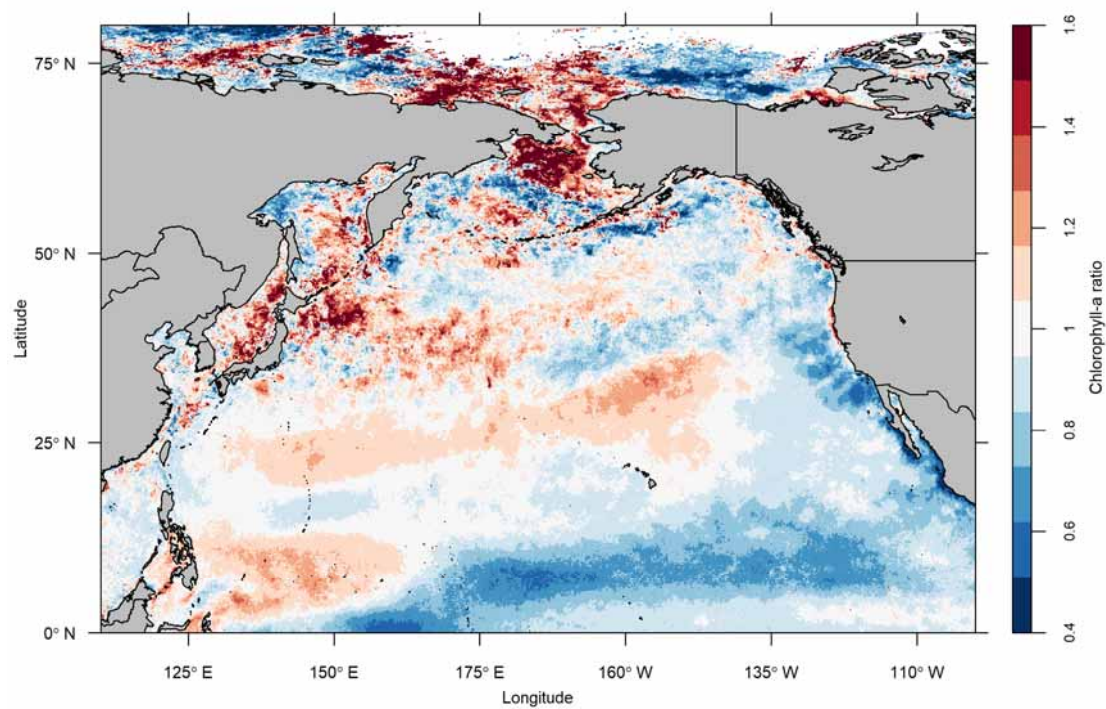 75° N
50° N
25° N
0° N
Latitude
125° E
150° E
175° E
160° W
135° W
110° W
Longitude
1.6
1.4
1.2
1
0.8
0.6
0.4
Chlorophyll-a ratio